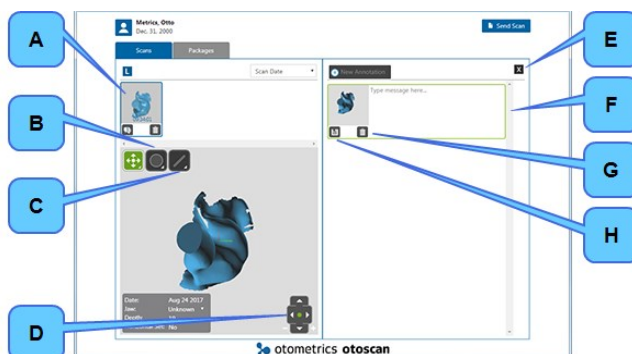 A
Metrics, Otto
Dec. 31, 2000
Send Scan
E
Scans
Packages
L
Scan Date
New Annotation
X
Type message here...
F
B
G
C
H
Date: Aug 24 2017
Jaw: Unknown
Depth:
No
D
otometrics otoscan